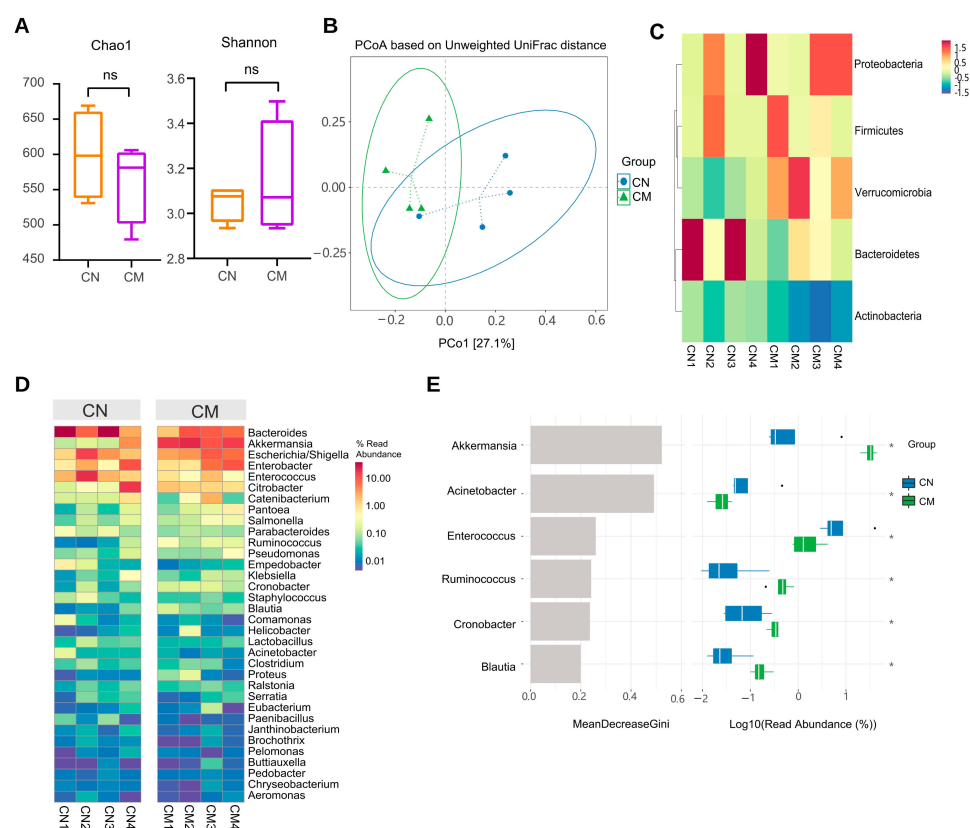 A
Chao1
ns
700
650
600
550
500
450
CN
CM
Shannon
ns
3.6
3.4
3.2
3.0
2.8
CN
CM
B
PCoA based on Unweighted UniFrac distance
0.25
0.00
−0.25
−0.2
0.0
0.2
0.4
0.6
PCo1 [27.1%]
Group
CN
CM
C
Proteobacteria
Firmicutes
Verrucomicrobia
Bacteroidetes
Actinobacteria
CN1
CN2
CN3
CN4
CM1
CM2
CM3
CM4
1.5
1
0.5
0
-0.5
-1
-1.5
D
CN
CM
Bacteroides
Akkermansia
Escherichia/Shigella
Enterobacter
Enterococcus
Citrobacter
Catenibacterium
Pantoea
Salmonella
Parabacteroides
Ruminococcus
Pseudomonas
Empedobacter
Klebsiella
Cronobacter
Staphylococcus
Blautia
Comamonas
Helicobacter
Lactobacillus
Acinetobacter
Clostridium
Proteus
Ralstonia
Serratia
Eubacterium
Paenibacillus
Janthinobacterium
Brochothrix
Pelomonas
Buttiauxella
Pedobacter
Chryseobacterium
Aeromonas
CN1
CN2
CN3
CN4
CM1
CM2
CM3
CM4
% Read
Abundance
10.00
1.00
0.10
0.01
E
Akkermansia
Acinetobacter
Enterococcus
Ruminococcus
Cronobacter
Blautia
0.0
0.2
0.4
0.6
MeanDecreaseGini
−2
−1
0
1
Log10(Read Abundance (%))
*
*
*
*
*
*
Group
CN
CM